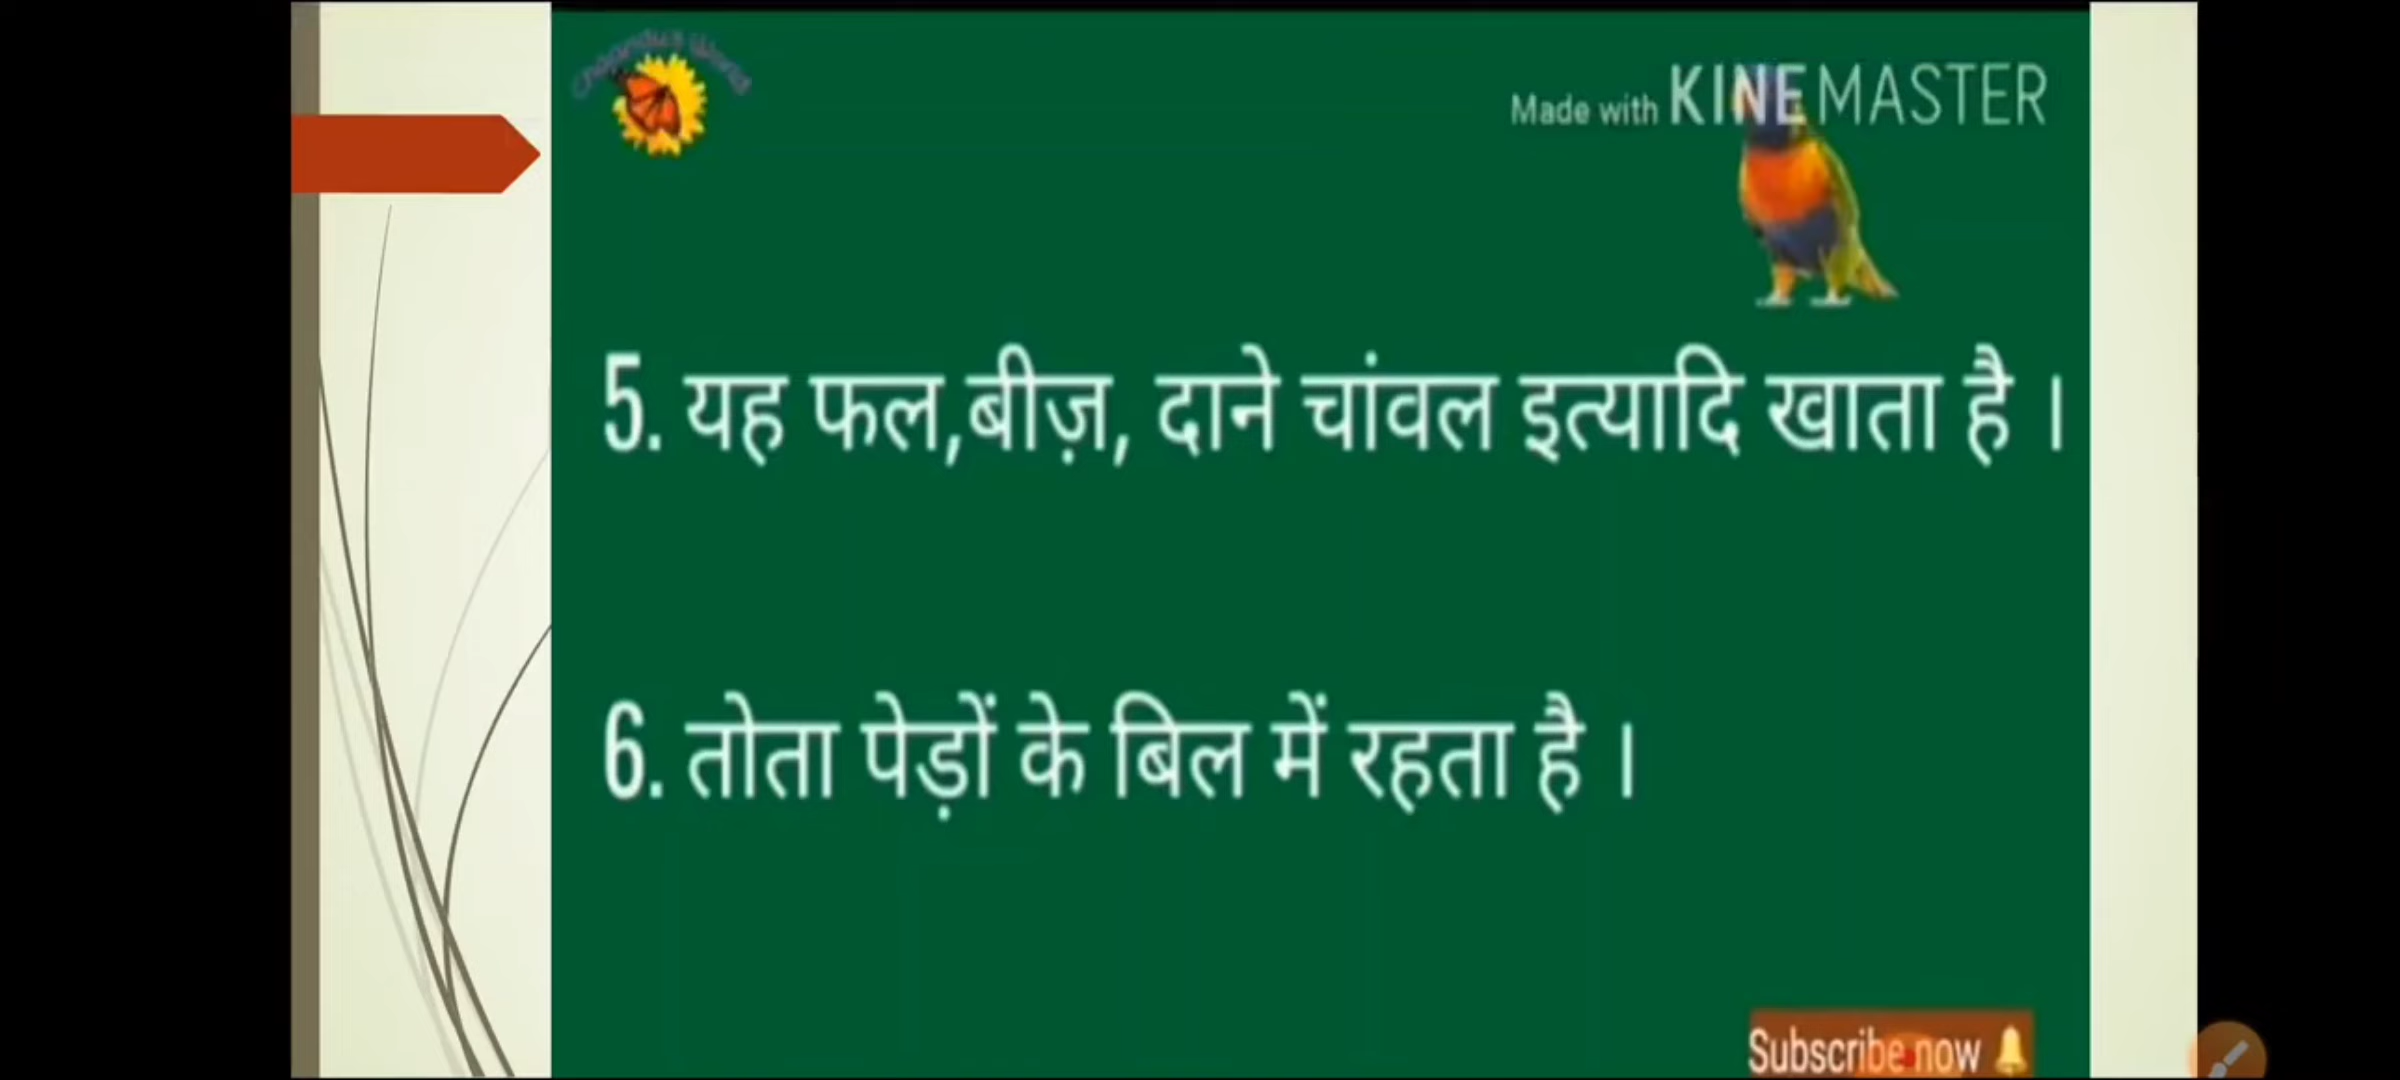 Made with KINEMASTER
5. यह फल,बीज़, दाने चांवल इत्यादि खाता है ।
6. तोता पेड़ों के बिल में रहता है ।
Subscribe now